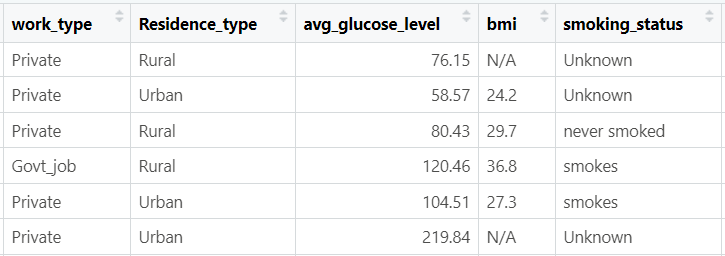 work_type Residence_type avg_glucose_level bmi smoking_status
Private Rural 76.15 N/A Unknown
Private Urban 58.57 24.2 Unknown
Private Rural 80.43 29.7 never smoked
Govt_job Rural 120.46 36.8 smokes
Private Urban 104.51 27.3 smokes
Private Urban 219.84 N/A Unknown